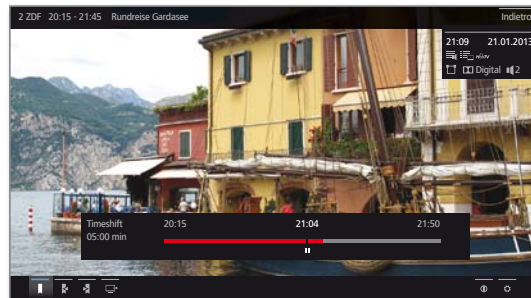 2 ZDF 20:15 - 21:45 Rundreise Gardasee
Indietro
21:09 21.01.2013
Digital 2
Timeshift 20:15 21:04 21:50
05:00 min